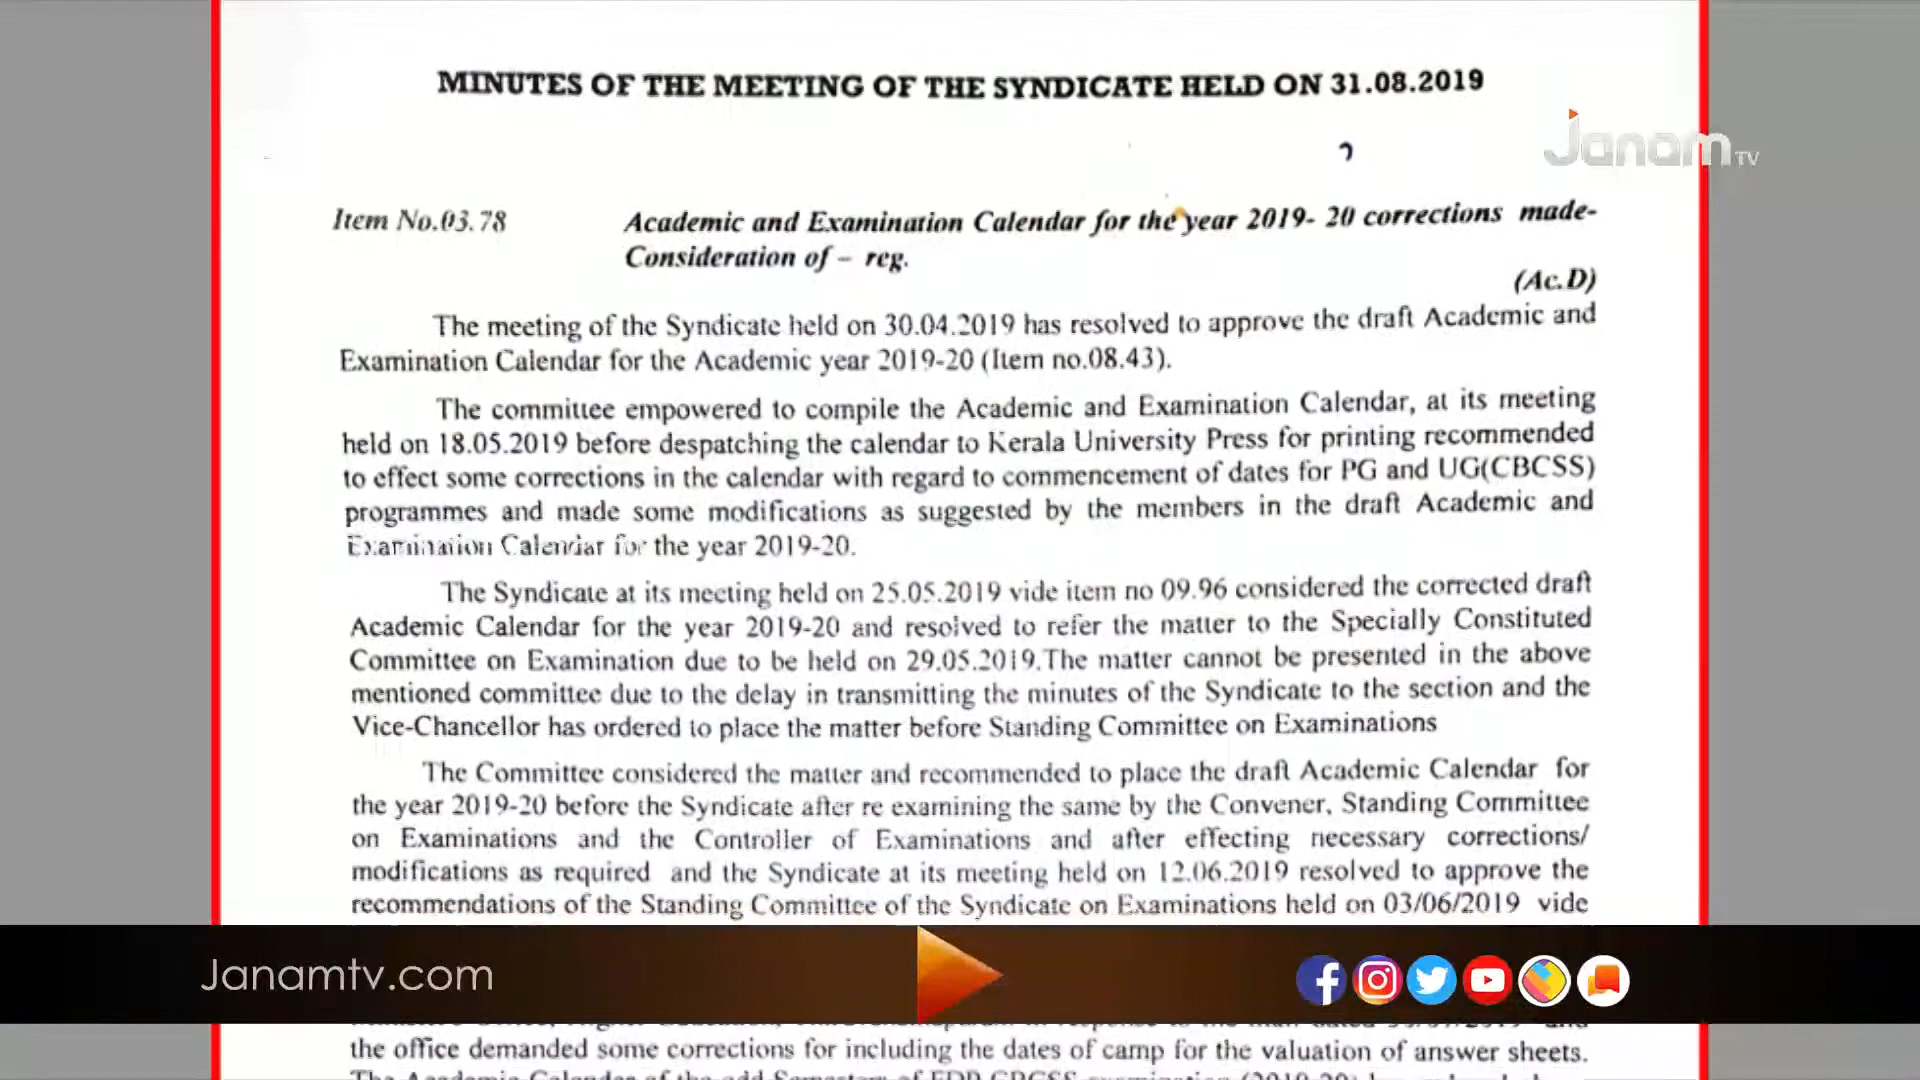 MINUTES OF THE MEETING OF THE SYNDICATE HELD ON 31.08.2019
Janam TV
Item No.03.78
Academic and Examination Calendar for the year 2019- 20 corrections made-
Consideration of – reg.
(Ac.D)
The meeting of the Syndicate held on 30.04.2019 has resolved to approve the draft Academic and
Examination Calendar for the Academic year 2019-20 (Item no.08.43).
The committee empowered to compile the Academic and Examination Calendar, at its meeting
held on 18.05.2019 before despatching the calendar to Kerala University Press for printing recommended
to effect some corrections in the calendar with regard to commencement of dates for PG and UG(CBCSS)
programmes and made some modifications as suggested by the members in the draft Academic and
Examination Calendar for the year 2019-20.
The Syndicate at its meeting held on 25.05.2019 vide item no 09.96 considered the corrected draft
Academic Calendar for the year 2019-20 and resolved to refer the matter to the Specially Constituted
Committee on Examination due to be held on 29.05.2019.The matter cannot be presented in the above
mentioned committee due to the delay in transmitting the minutes of the Syndicate to the section and the
Vice-Chancellor has ordered to place the matter before Standing Committee on Examinations
The Committee considered the matter and recommended to place the draft Academic Calendar for
the year 2019-20 before the Syndicate after re examining the same by the Convener, Standing Committee
on Examinations and the Controller of Examinations and after effecting necessary corrections/
modifications as required and the Syndicate at its meeting held on 12.06.2019 resolved to approve the
recommendations of the Standing Committee of the Syndicate on Examinations held on 03/06/2019 vide
Janamtv.com
the office demanded some corrections for including the dates of camp for the valuation of answer sheets.